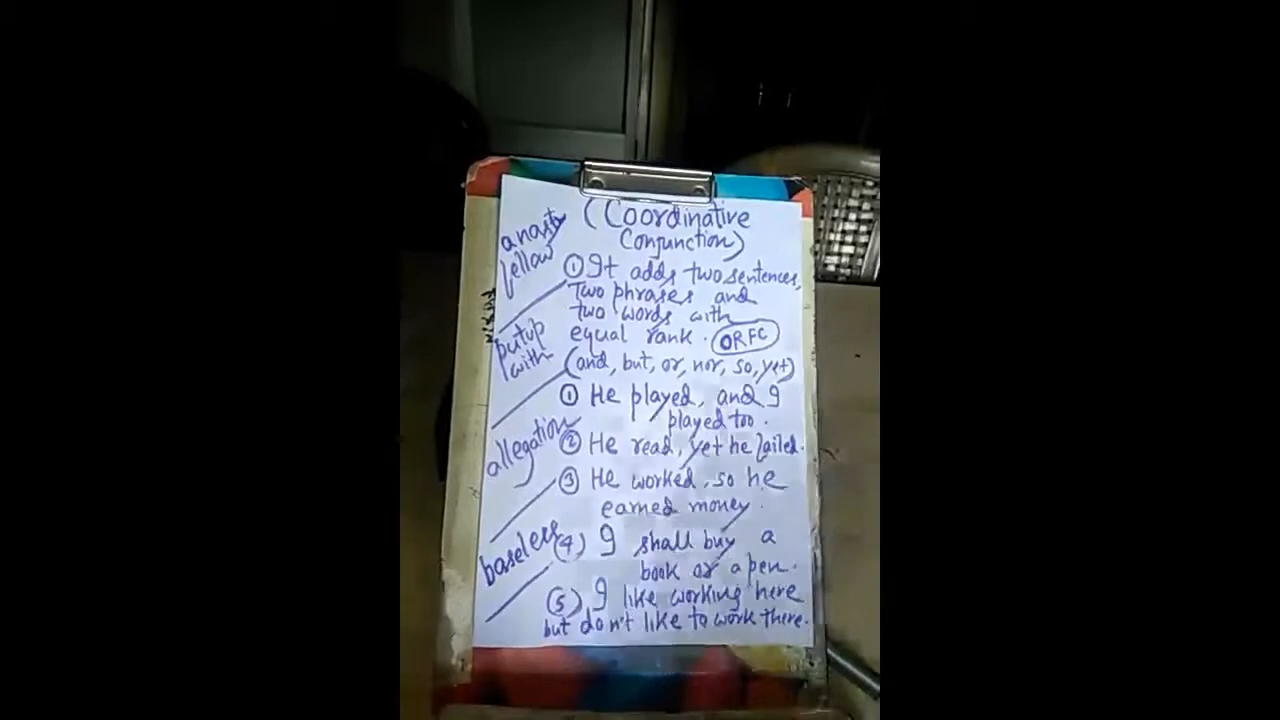 (Coordinative
Conjunction)
① It adds two sentences,
Two phrases and
two words with
equal rank. ORFC
(and, but, or, nor, so, yet)
① He played, and I
played too.
② He read, yet he failed.
③ He worked, so he
earned money.
(4) I shall buy a
book or a pen.
(5) I like working here
but don't like to work there.
a nasty
fellow
put up
with
allegation
baseless